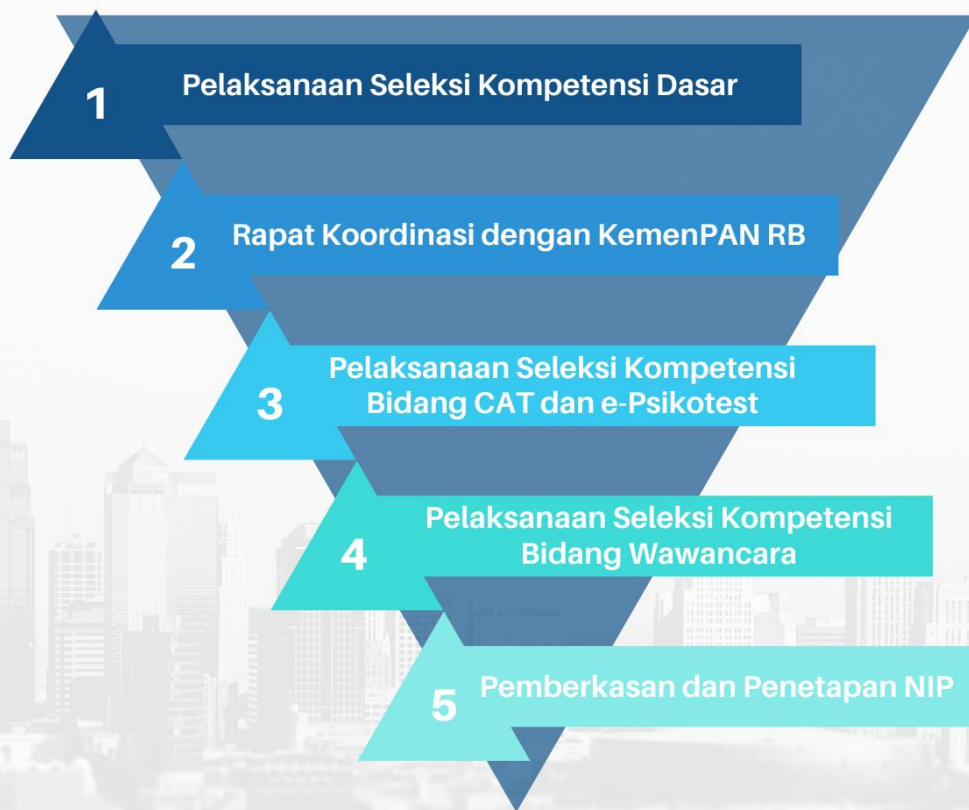 1
Pelaksanaan Seleksi Kompetensi Dasar
2
Rapat Koordinasi dengan KemenPAN RB
3
Pelaksanaan Seleksi Kompetensi
Bidang CAT dan e-Psikotest
4
Pelaksanaan Seleksi Kompetensi
Bidang Wawancara
5
Pemberkasan dan Penetapan NIP